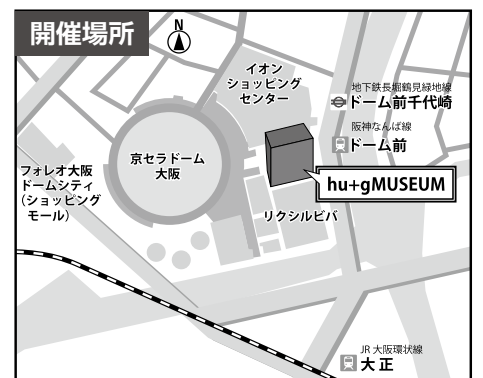 開催場所
N
イオン
ショッピング
センター
地下鉄長堀鶴見緑地線
ドーム前千代崎
阪神なんば線
ドーム前
京セラドーム
大阪
フォレオ大阪
ドームシティ
(ショッピング
モール)
hu+gMUSEUM
リクシルビバ
JR大阪環状線
大正